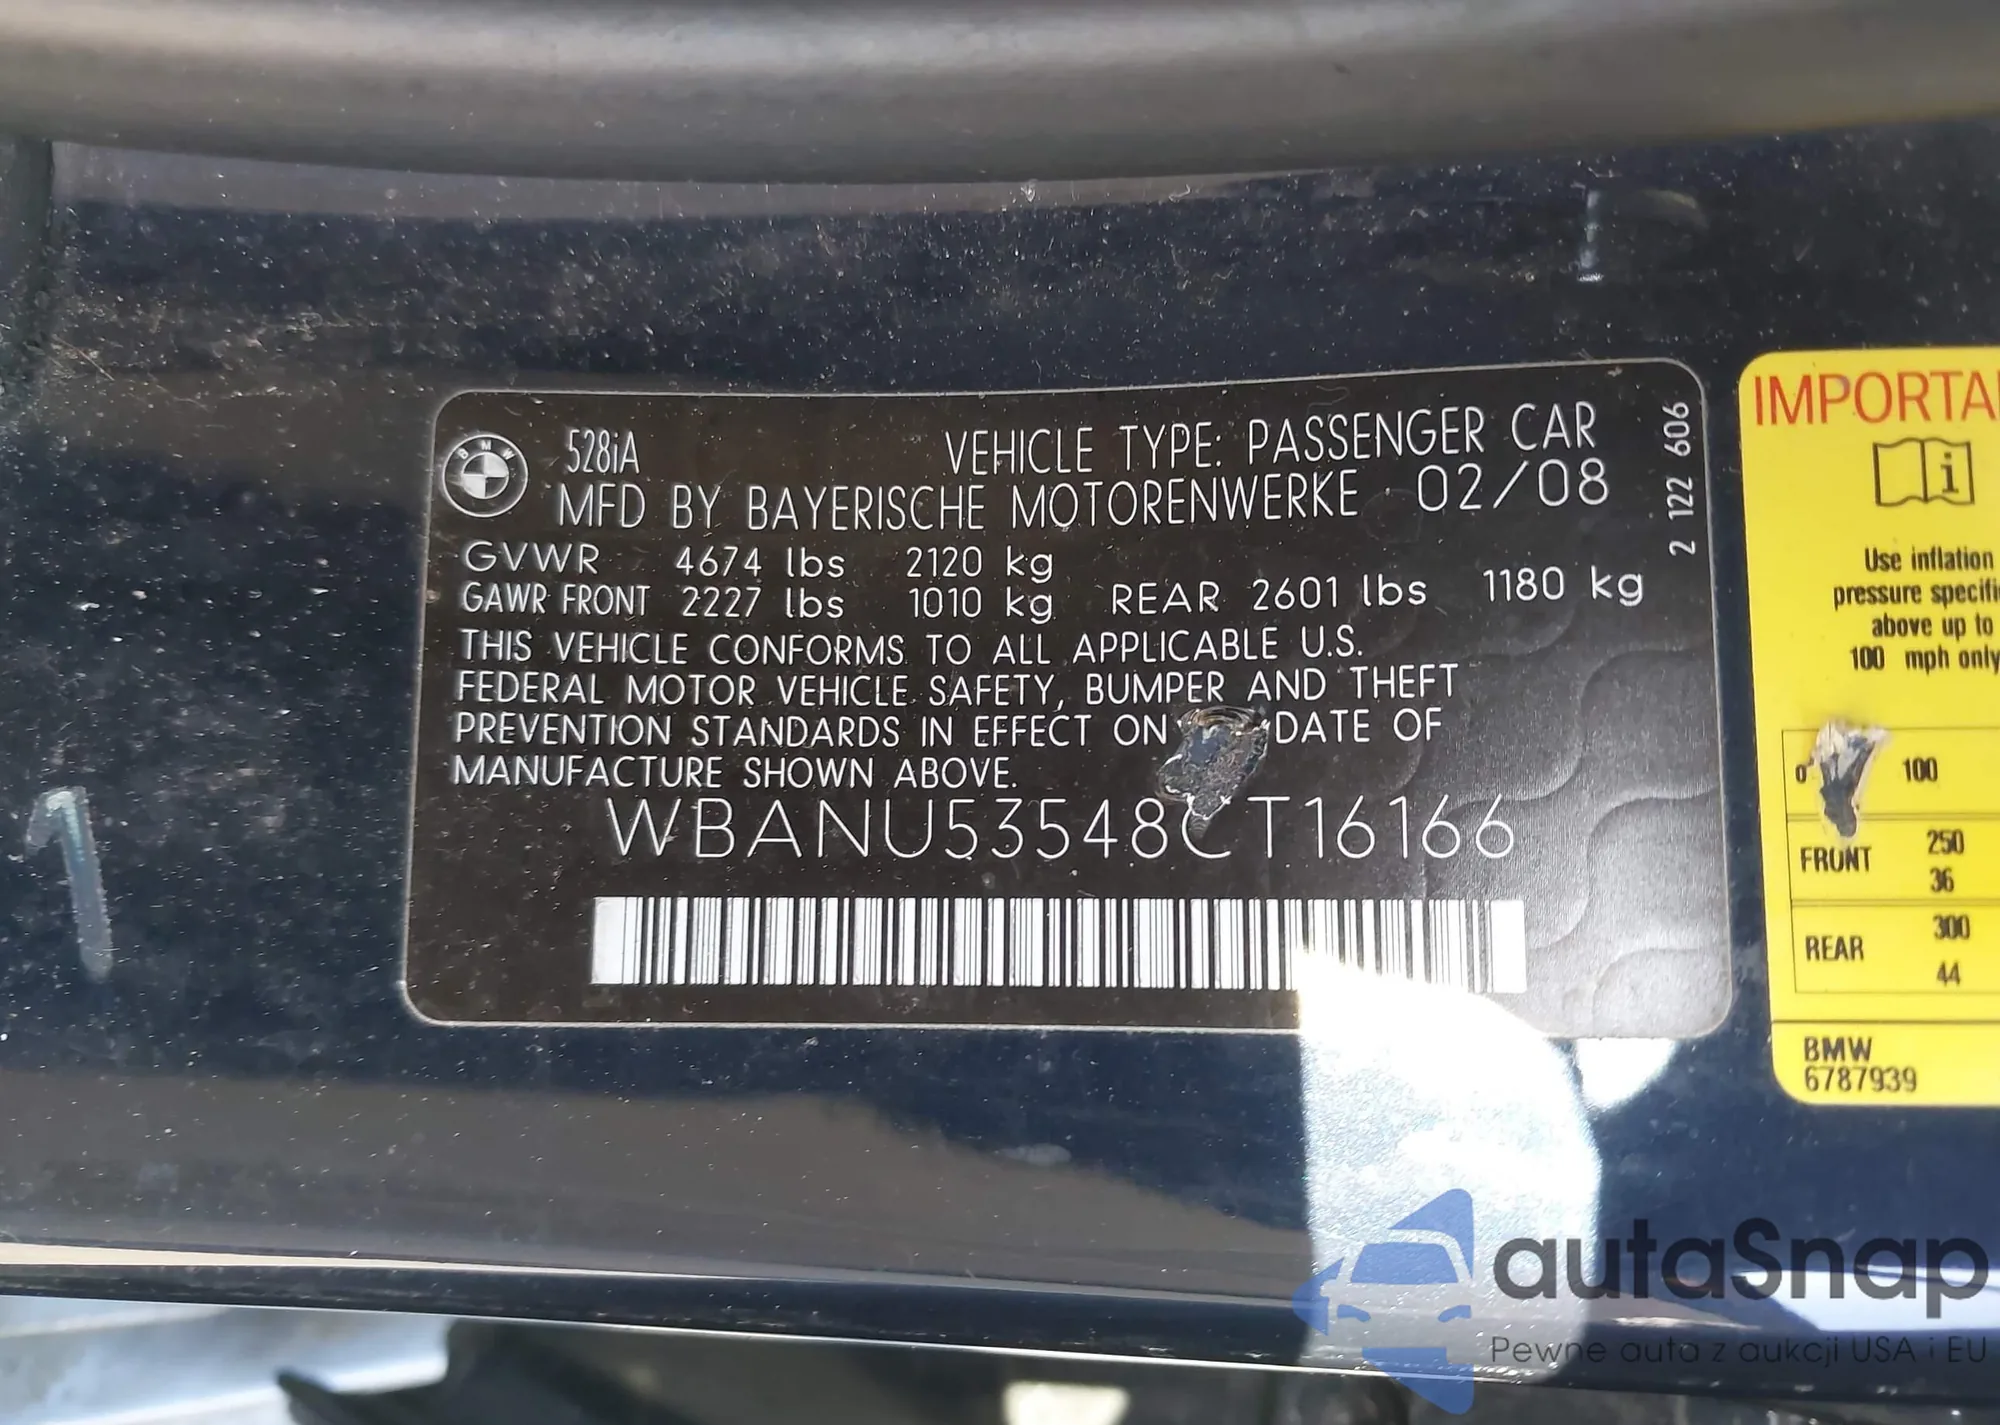 BMW
528iA VEHICLE TYPE: PASSENGER CAR
MFD BY BAYERISCHE MOTORENWERKE 02/08
GVWR 4674 lbs 2120 kg
GAWR FRONT 2227 lbs 1010 kg REAR 2601 lbs 1180 kg
THIS VEHICLE CONFORMS TO ALL APPLICABLE U.S.
FEDERAL MOTOR VEHICLE SAFETY, BUMPER AND THEFT
PREVENTION STANDARDS IN EFFECT ON DATE OF
MANUFACTURE SHOWN ABOVE.
WBANU53548CT16166
2 122 606
IMPORTA
i
Use inflation
pressure specifi
above up to
100 mph only
100
FRONT 250
36
REAR 300
44
BMW
6787939
1
autaSnap
Pewne auta z aukcji USA i EU